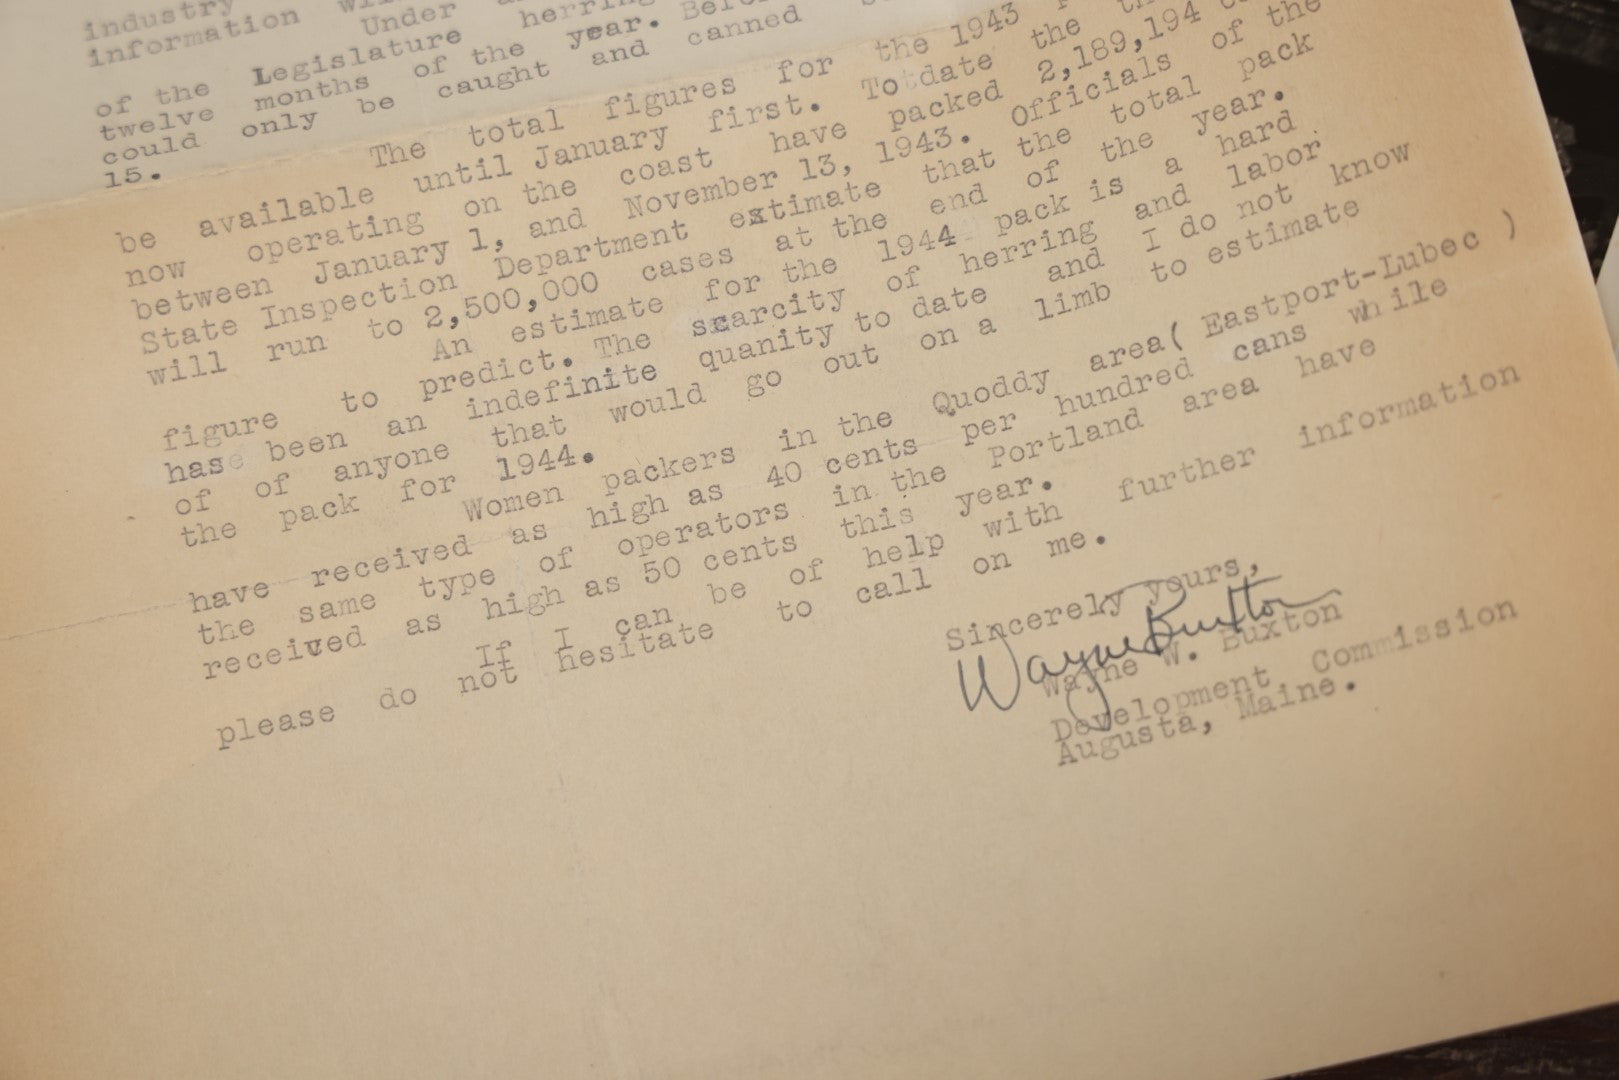 industry
information
Under
of the Legislature
twelve months of the year.
could only be caught and canned
15.
The total figures for the 1943
be available until January first. Totdate the
now operating on the coast have packed 2,189,194
between January 1, and November 13, 1943. Officials of the
State Inspection Department estimate that the total pack
will run to 2,500,000 cases at the end of the year.
An estimate for the 1944 pack is a hard
figure to predict. The scarcity of herring and labor
has been an indefinite quanity to date and I do not know
of of anyone that would go out on a limb to estimate
the pack for 1944.
Women packers in the Quoddy area( Eastport-Lubec )
have received as high as 40 cents per hundred cans while
the same type of operators in the Portland area have
received as high as 50 cents this year.
If I can be of help with further information
please do not hesitate to call on me.
Sincerely yours,
Wayne Buxton
Wayne W. Buxton
Development Commission
Augusta, Maine.